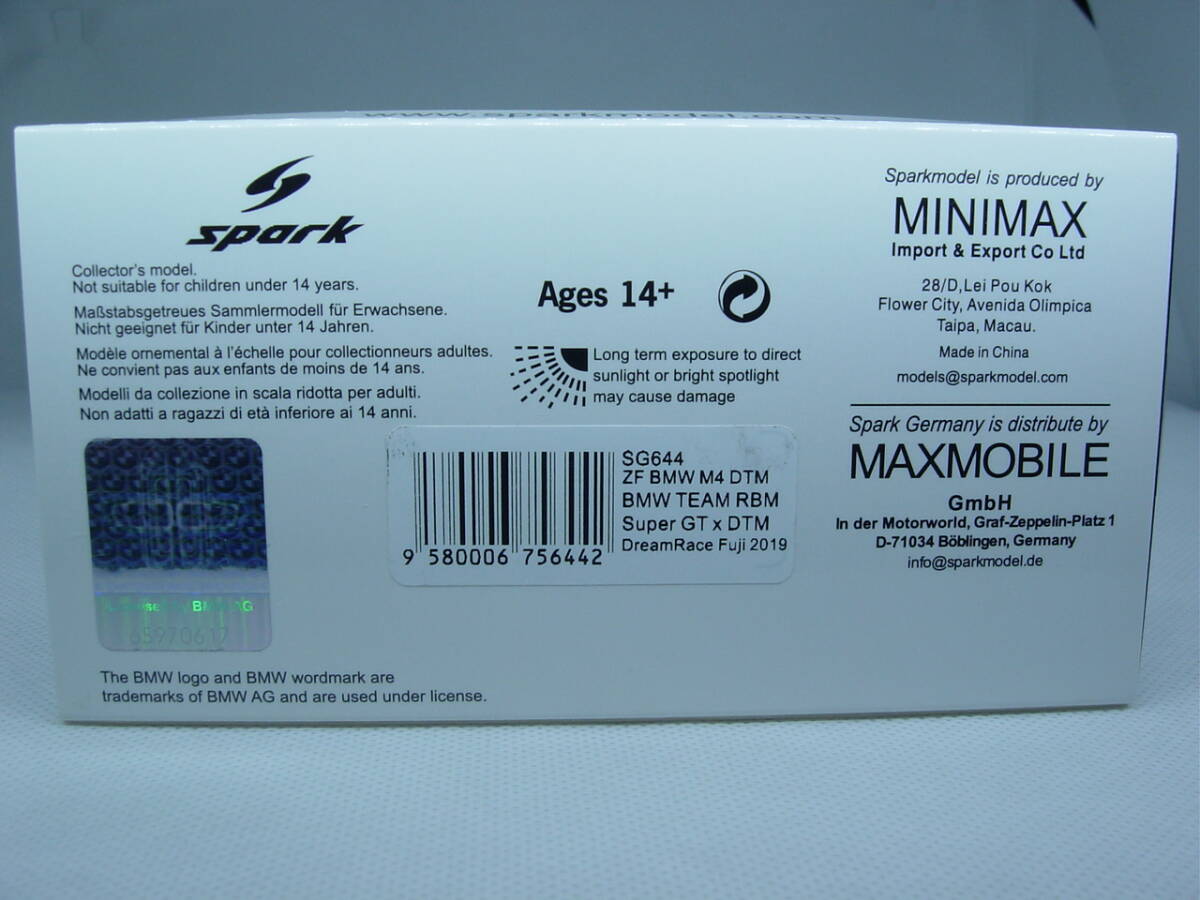 www.sparkmodel.com
spark
Collector's model.
Not suitable for children under 14 years.
Maßstabsgetreues Sammlermodell für Erwachsene.
Nicht geeignet für Kinder unter 14 Jahren.
Modèle ornemental à l'échelle pour collectionneurs adultes.
Ne convient pas aux enfants de moins de 14 ans.
Modelli da collezione in scala ridotta per adulti.
Non adatti a ragazzi di età inferiore ai 14 anni.
Ages 14+
Long term exposure to direct
sunlight or bright spotlight
may cause damage
Sparkmodel is produced by
MINIMAX
Import & Export Co Ltd
28/D,Lei Pou Kok
Flower City, Avenida Olimpica
Taipa, Macau.
Made in China
models@sparkmodel.com
Spark Germany is distribute by
MAXMOBILE
GmbH
In der Motorworld, Graf-Zeppelin-Platz 1
D-71034 Böblingen, Germany
info@sparkmodel.de
SG644
ZF BMW M4 DTM
BMW TEAM RBM
Super GT x DTM
DreamRace Fuji 2019
9 580006 756442
BMW AG
65970617
The BMW logo and BMW wordmark are
trademarks of BMW AG and are used under license.